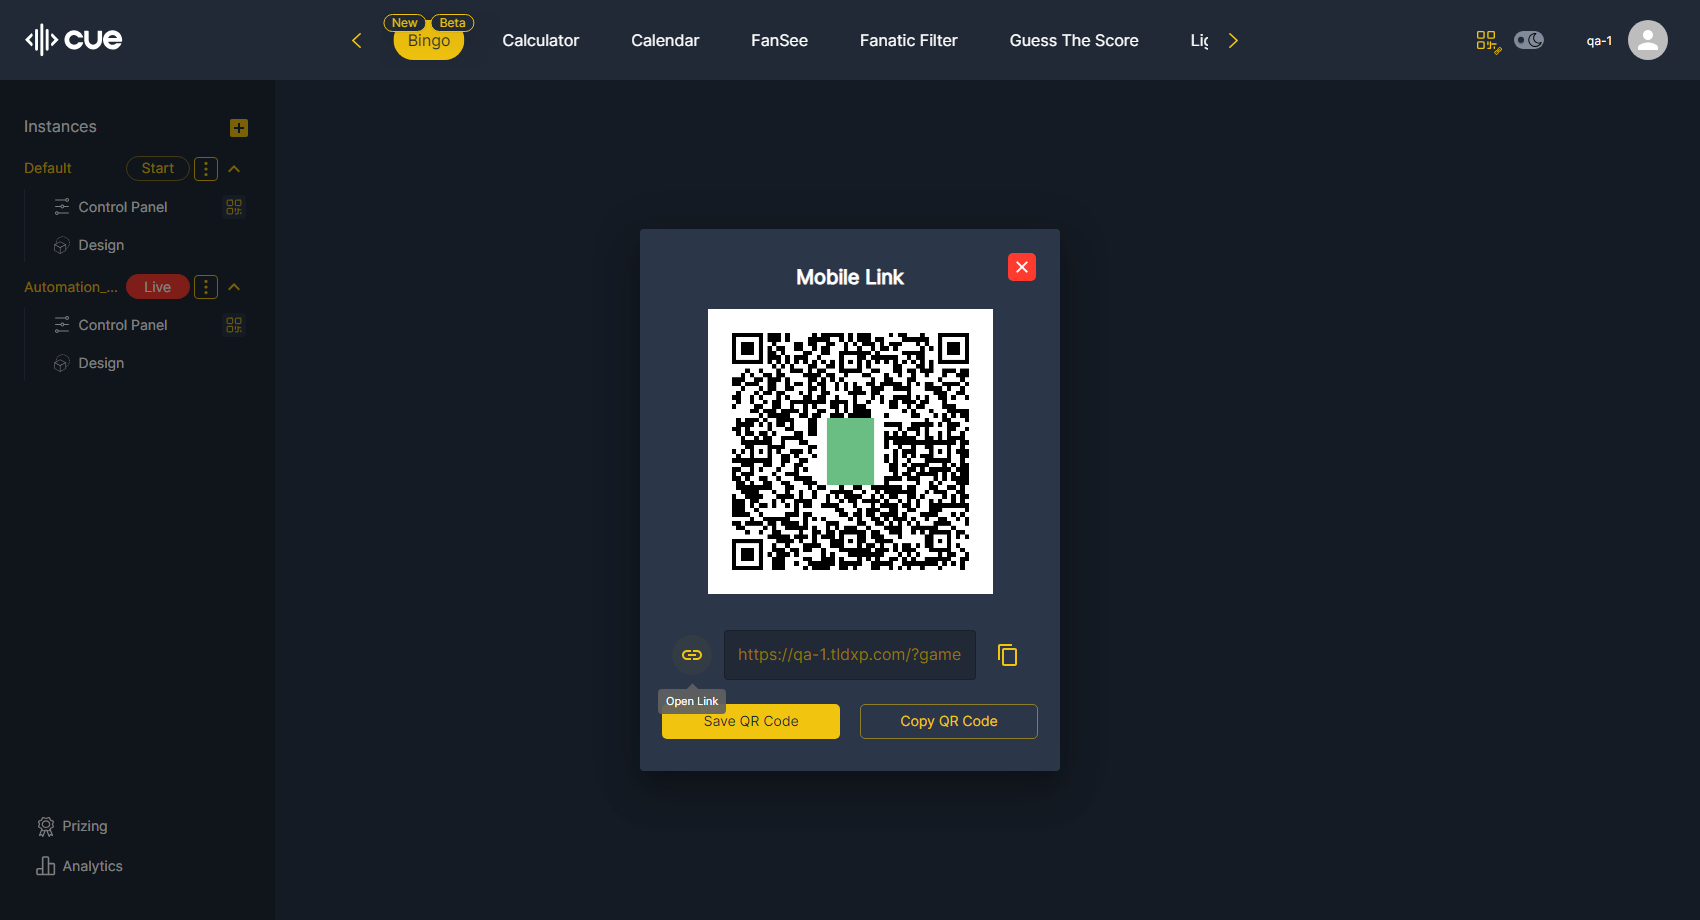 cue
New Beta
Bingo Calculator Calendar FanSee Fanatic Filter Guess The Score Lig
qa-1
Instances
Default Start
Control Panel
Design
Automation_... Live
Control Panel
Design
Mobile Link
https://qa-1.tldxp.com/?game
Open Link
Save QR Code Copy QR Code
Prizing
Analytics